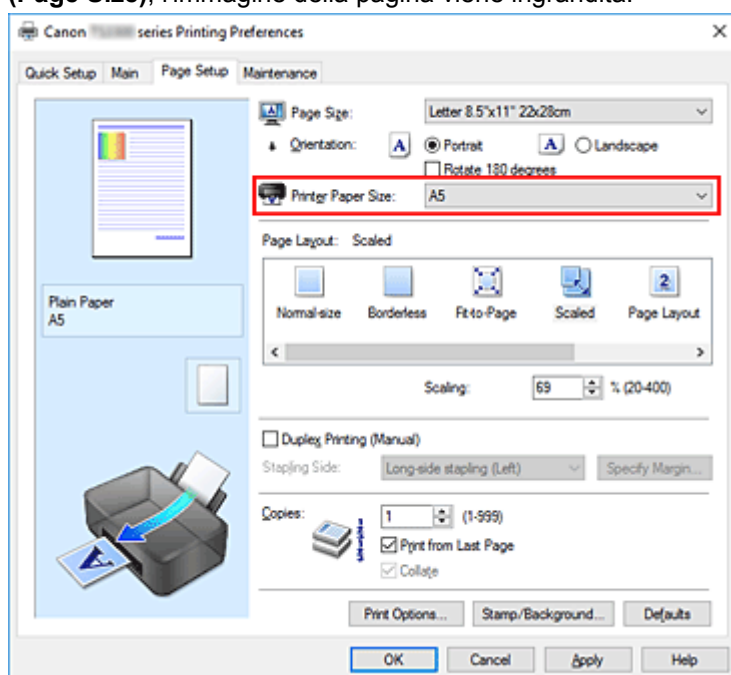 (Page Size), l'immagine della pagina viene ingrandita.
Canon series Printing Preferences
Quick Setup Main Page Setup Maintenance
Page Size: Letter 8.5"x11" 22x28cm
Orientation: A Portrait A Landscape
Rotate 180 degrees
Printer Paper Size: A5
Page Layout: Scaled
Normal-size Borderless Fit-to-Page Scaled 2 Page Layout
Plain Paper
A5
Scaling: 69 % (20-400)
Duplex Printing (Manual)
Stapling Side: Long-side stapling (Left) Specify Margin...
Copies: 1 (1-999)
Print from Last Page
Collate
Print Options... Stamp/Background... Defaults
OK Cancel Apply Help